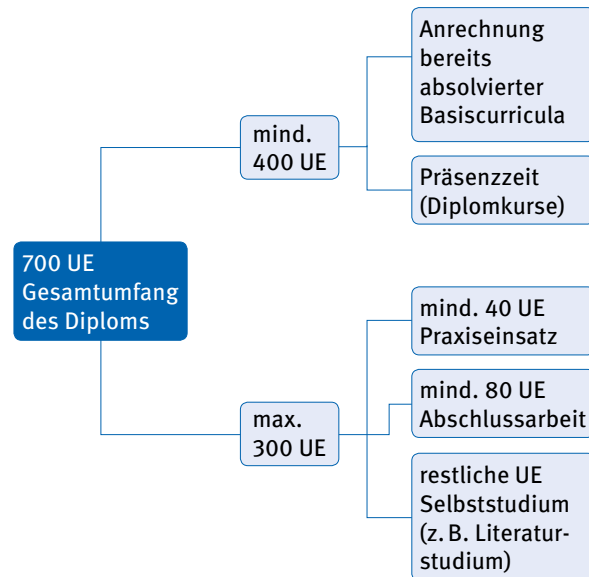 700 UE
Gesamtumfang
des Diploms
mind.
400 UE
Anrechnung
bereits
absolvierter
Basiscurricula
Präsenzzeit
(Diplomkurse)
max.
300 UE
mind. 40 UE
Praxiseinsatz
mind. 80 UE
Abschlussarbeit
restliche UE
Selbststudium
(z. B. Literatur-
studium)